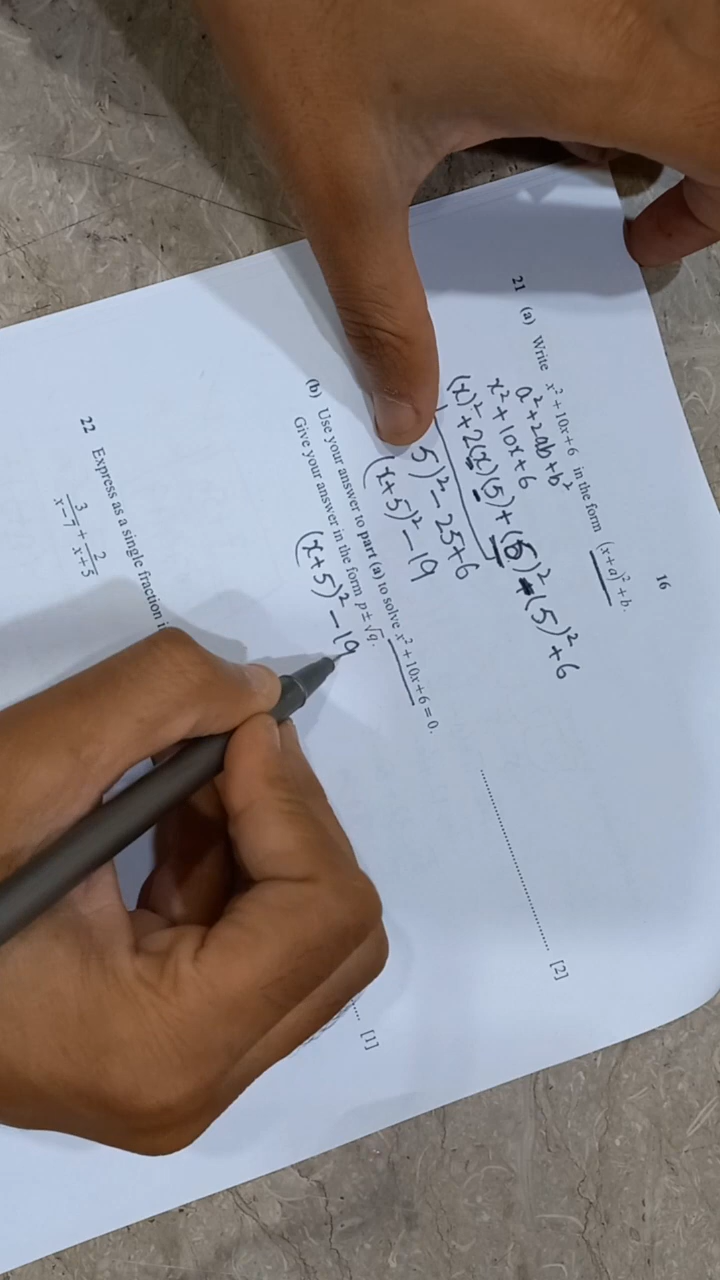 16
21 (a) Write x² + 10x + 6 in the form (x + a)² + b.
a² + 2ab + b²
x² + 10x + 6
(x)² + 2(x)(5) + (5)² - (5)² + 6
5)² - 25 + 6
(x+5)² - 19
[2]
(b) Use your answer to part (a) to solve x² + 10x + 6 = 0.
Give your answer in the form p ± √q.
(x+5)² - 19
[1]
22 Express as a single fraction
3/(x-7) + 2/(x+5)